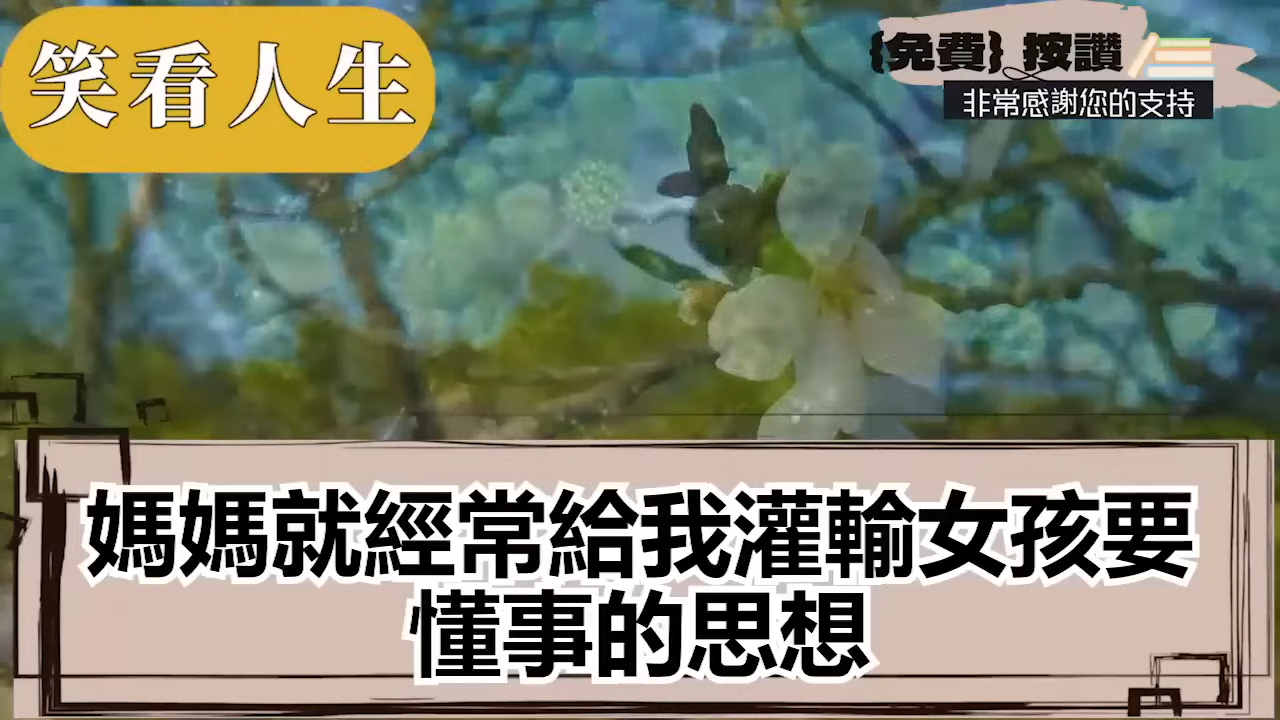 笑看人生
{免費} 按讚
非常感謝您的支持
媽媽就經常給我灌輸女孩要
懂事的思想